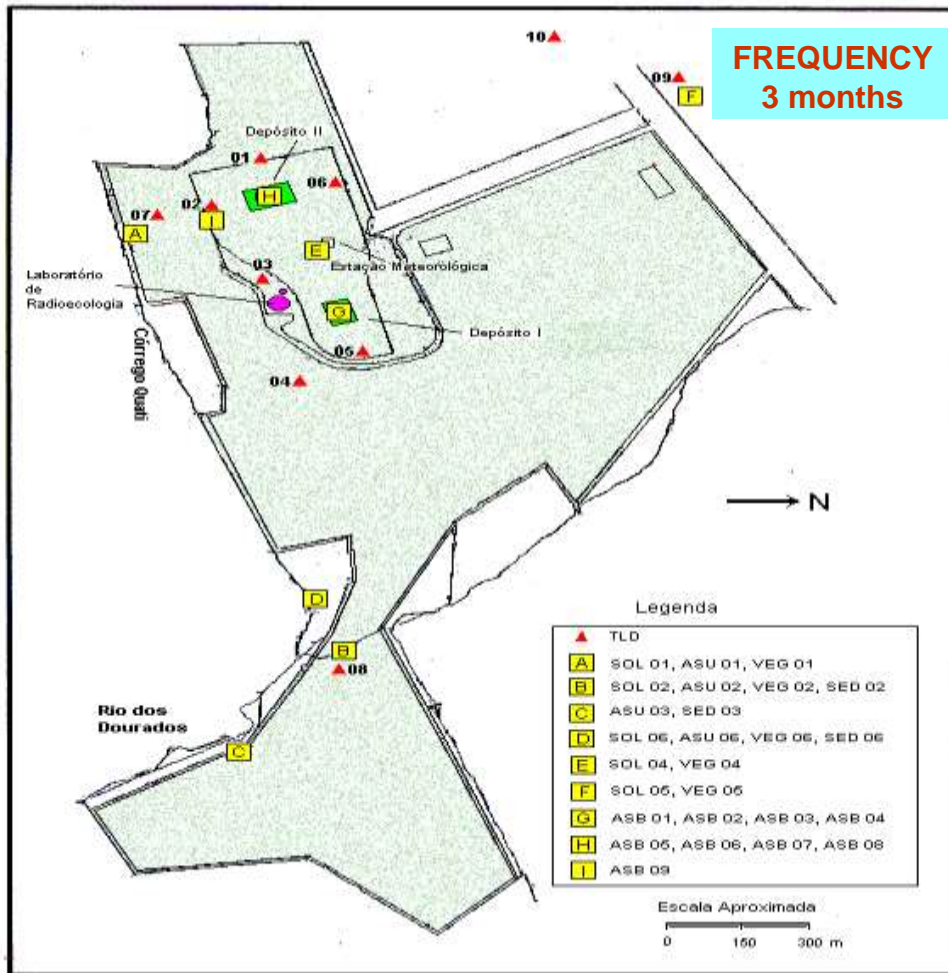 FREQUENCY
3 months
10
09
F
Depósito II
01
06
H
02
I
07
A
E
Estação Meteorológica
03
Laboratório
de
Radioecologia
G
Depósito I
05
04
Córrego Quati
N
D
B
08
Rio dos
Dourados
C
Legenda
TLD
A SOL 01, ASU 01, VEG 01
B SOL 02, ASU 02, VEG 02, SED 02
C ASU 03, SED 03
D SOL 06, ASU 06, VEG 06, SED 06
E SOL 04, VEG 04
F SOL 05, VEG 05
G ASB 01, ASB 02, ASB 03, ASB 04
H ASB 05, ASB 06, ASB 07, ASB 08
I ASB 09
Escala Aproximada
0 150 300 m